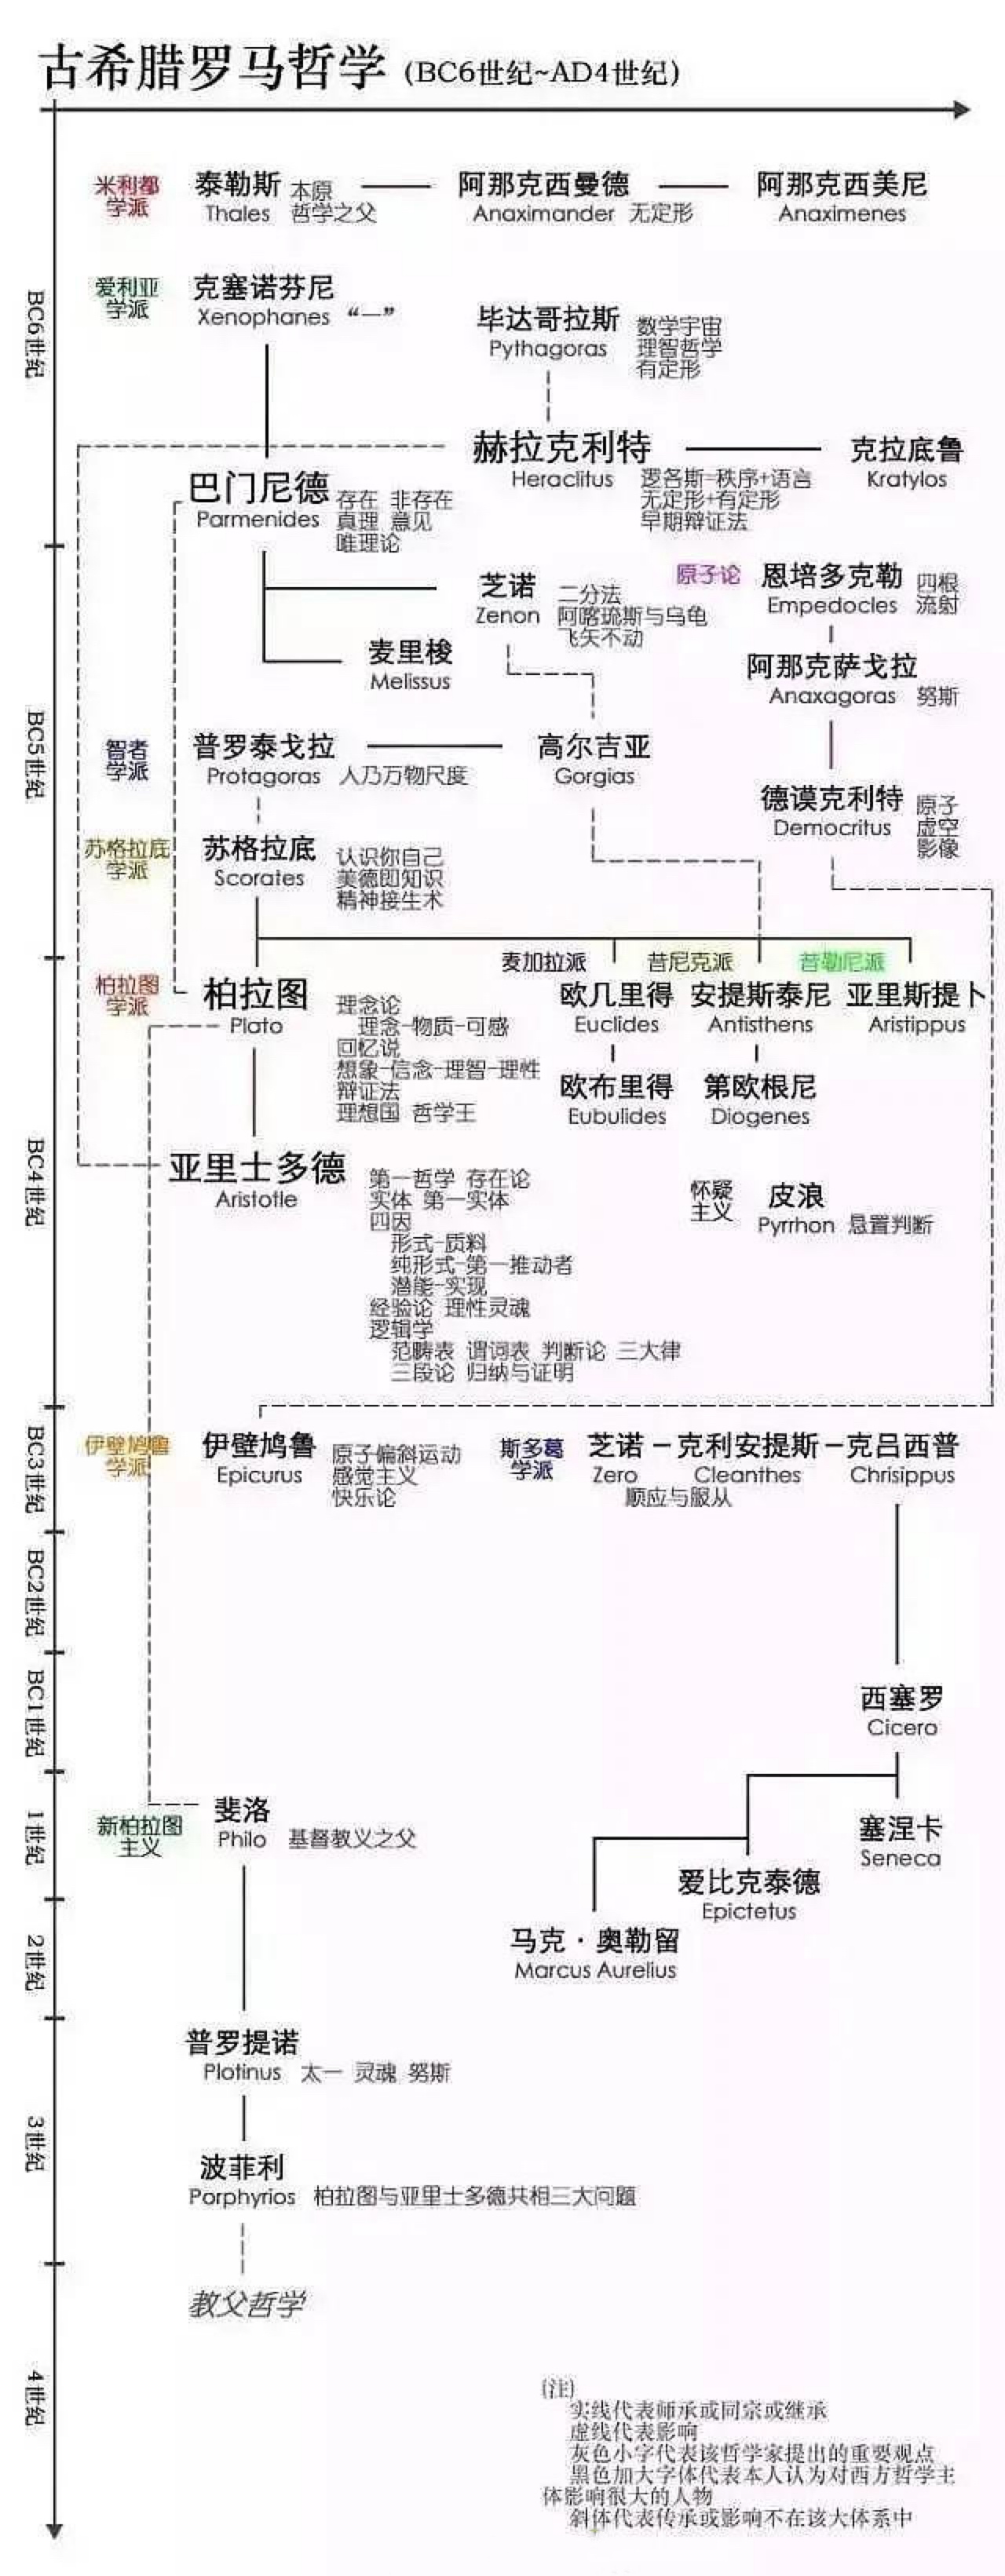 古希腊罗马哲学 (BC6世纪~AD4世纪)
米利都
学派
泰勒斯 本原
Thales 哲学之父
阿那克西曼德
Anaximander 无定形
阿那克西美尼
Anaximenes
BC6世纪
爱利亚
学派
克塞诺芬尼
Xenophanes “一”
毕达哥拉斯
Pythagoras
数学宇宙
理智哲学
有定形
赫拉克利特
Heraclitus
逻各斯=秩序+语言
无定形+有定形
早期辩证法
克拉底鲁
Kratylos
巴门尼德
Parmenides
存在 非存在
真理 意见
唯理论
BC5世纪
芝诺
Zenon
二分法
阿喀琉斯与乌龟
飞矢不动
原子论
恩培多克勒
Empedocles
四根
流射
麦里梭
Melissus
阿那克萨戈拉
Anaxagoras 努斯
智者
学派
普罗泰戈拉
Protagoras 人乃万物尺度
高尔吉亚
Gorgias
德谟克利特
Democritus
原子
虚空
影像
苏格拉底
学派
苏格拉底
Scorates
认识你自己
美德即知识
精神接生术
BC4世纪
柏拉图
学派
柏拉图
Plato
理念论
理念-物质-可感
回忆说
想象-信念-理智-理性
辩证法
理想国 哲学王
麦加拉派
昔尼克派
昔勒尼派
欧几里得
Euclides
安提斯泰尼
Antisthens
亚里斯提卜
Aristippus
欧布里得
Eubulides
第欧根尼
Diogenes
亚里士多德
Aristotle
第一哲学 存在论
实体 第一实体
四因
形式-质料
纯形式-第一推动者
潜能-实现
经验论 理性灵魂
逻辑学
范畴表 谓词表 判断论 三大律
三段论 归纳与证明
怀疑
主义
皮浪
Pyrrhon 悬置判断
BC3世纪
伊壁鸠鲁
学派
伊壁鸠鲁
Epicurus
原子偏斜运动
感觉主义
快乐论
斯多葛
学派
芝诺－克利安提斯－克吕西普
Zero Cleanthes Chrisippus
顺应与服从
BC2世纪
BC1世纪
西塞罗
Cicero
1世纪
新柏拉图
主义
斐洛
Philo 基督教义之父
塞涅卡
Seneca
爱比克泰德
Epictetus
2世纪
马克·奥勒留
Marcus Aurelius
普罗提诺
Plotinus 太一 灵魂 努斯
3世纪
波菲利
Porphyrios 柏拉图与亚里士多德共相三大问题
教父哲学
4世纪
(注)
实线代表师承或同宗或继承
虚线代表影响
灰色小字代表该哲学家提出的重要观点
黑色加大字体代表本人认为对西方哲学主
体影响很大的人物
斜体代表传承或影响不在该大体系中